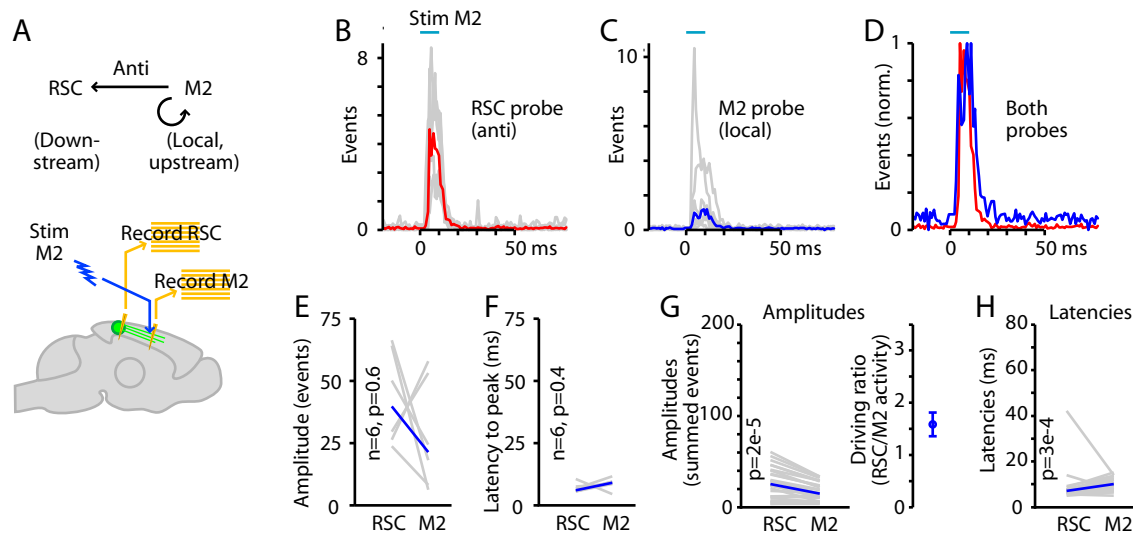 A
Anti
RSC
M2
(Down-
stream)
(Local,
upstream)
Stim
M2
Record RSC
Record M2
B
Stim M2
8
4
0
Events
RSC probe
(anti)
0
50 ms
C
10
5
0
Events
M2 probe
(local)
0
50 ms
D
1
0
Events (norm.)
Both
probes
0
50 ms
E
75
50
25
0
Amplitude (events)
n=6, p=0.6
RSC M2
F
75
50
25
0
Latency to peak (ms)
n=6, p=0.4
RSC M2
G
Amplitudes
200
100
0
Amplitudes
(summed events)
p=2e-5
RSC M2
3
2
1
0
Driving ratio
(RSC/M2 activity)
H
Latencies
80
60
40
20
10
0
Latencies (ms)
p=3e-4
RSC M2